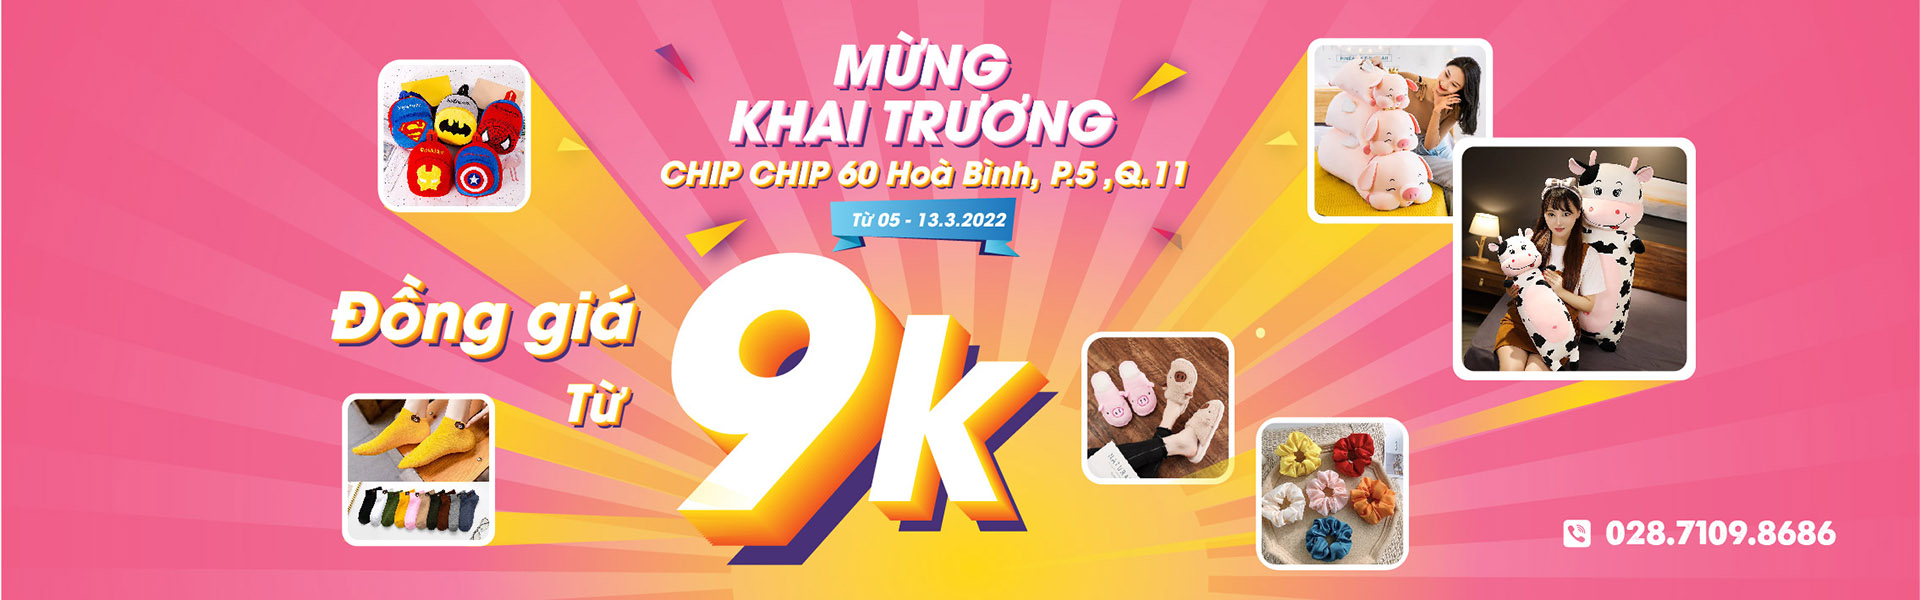 MỪNG
KHAI TRƯƠNG
CHIP CHIP 60 Hoà Bình, P.5 ,Q.11
Từ 05 - 13.3.2022
Đồng giá
Từ
9k
028.7109.8686